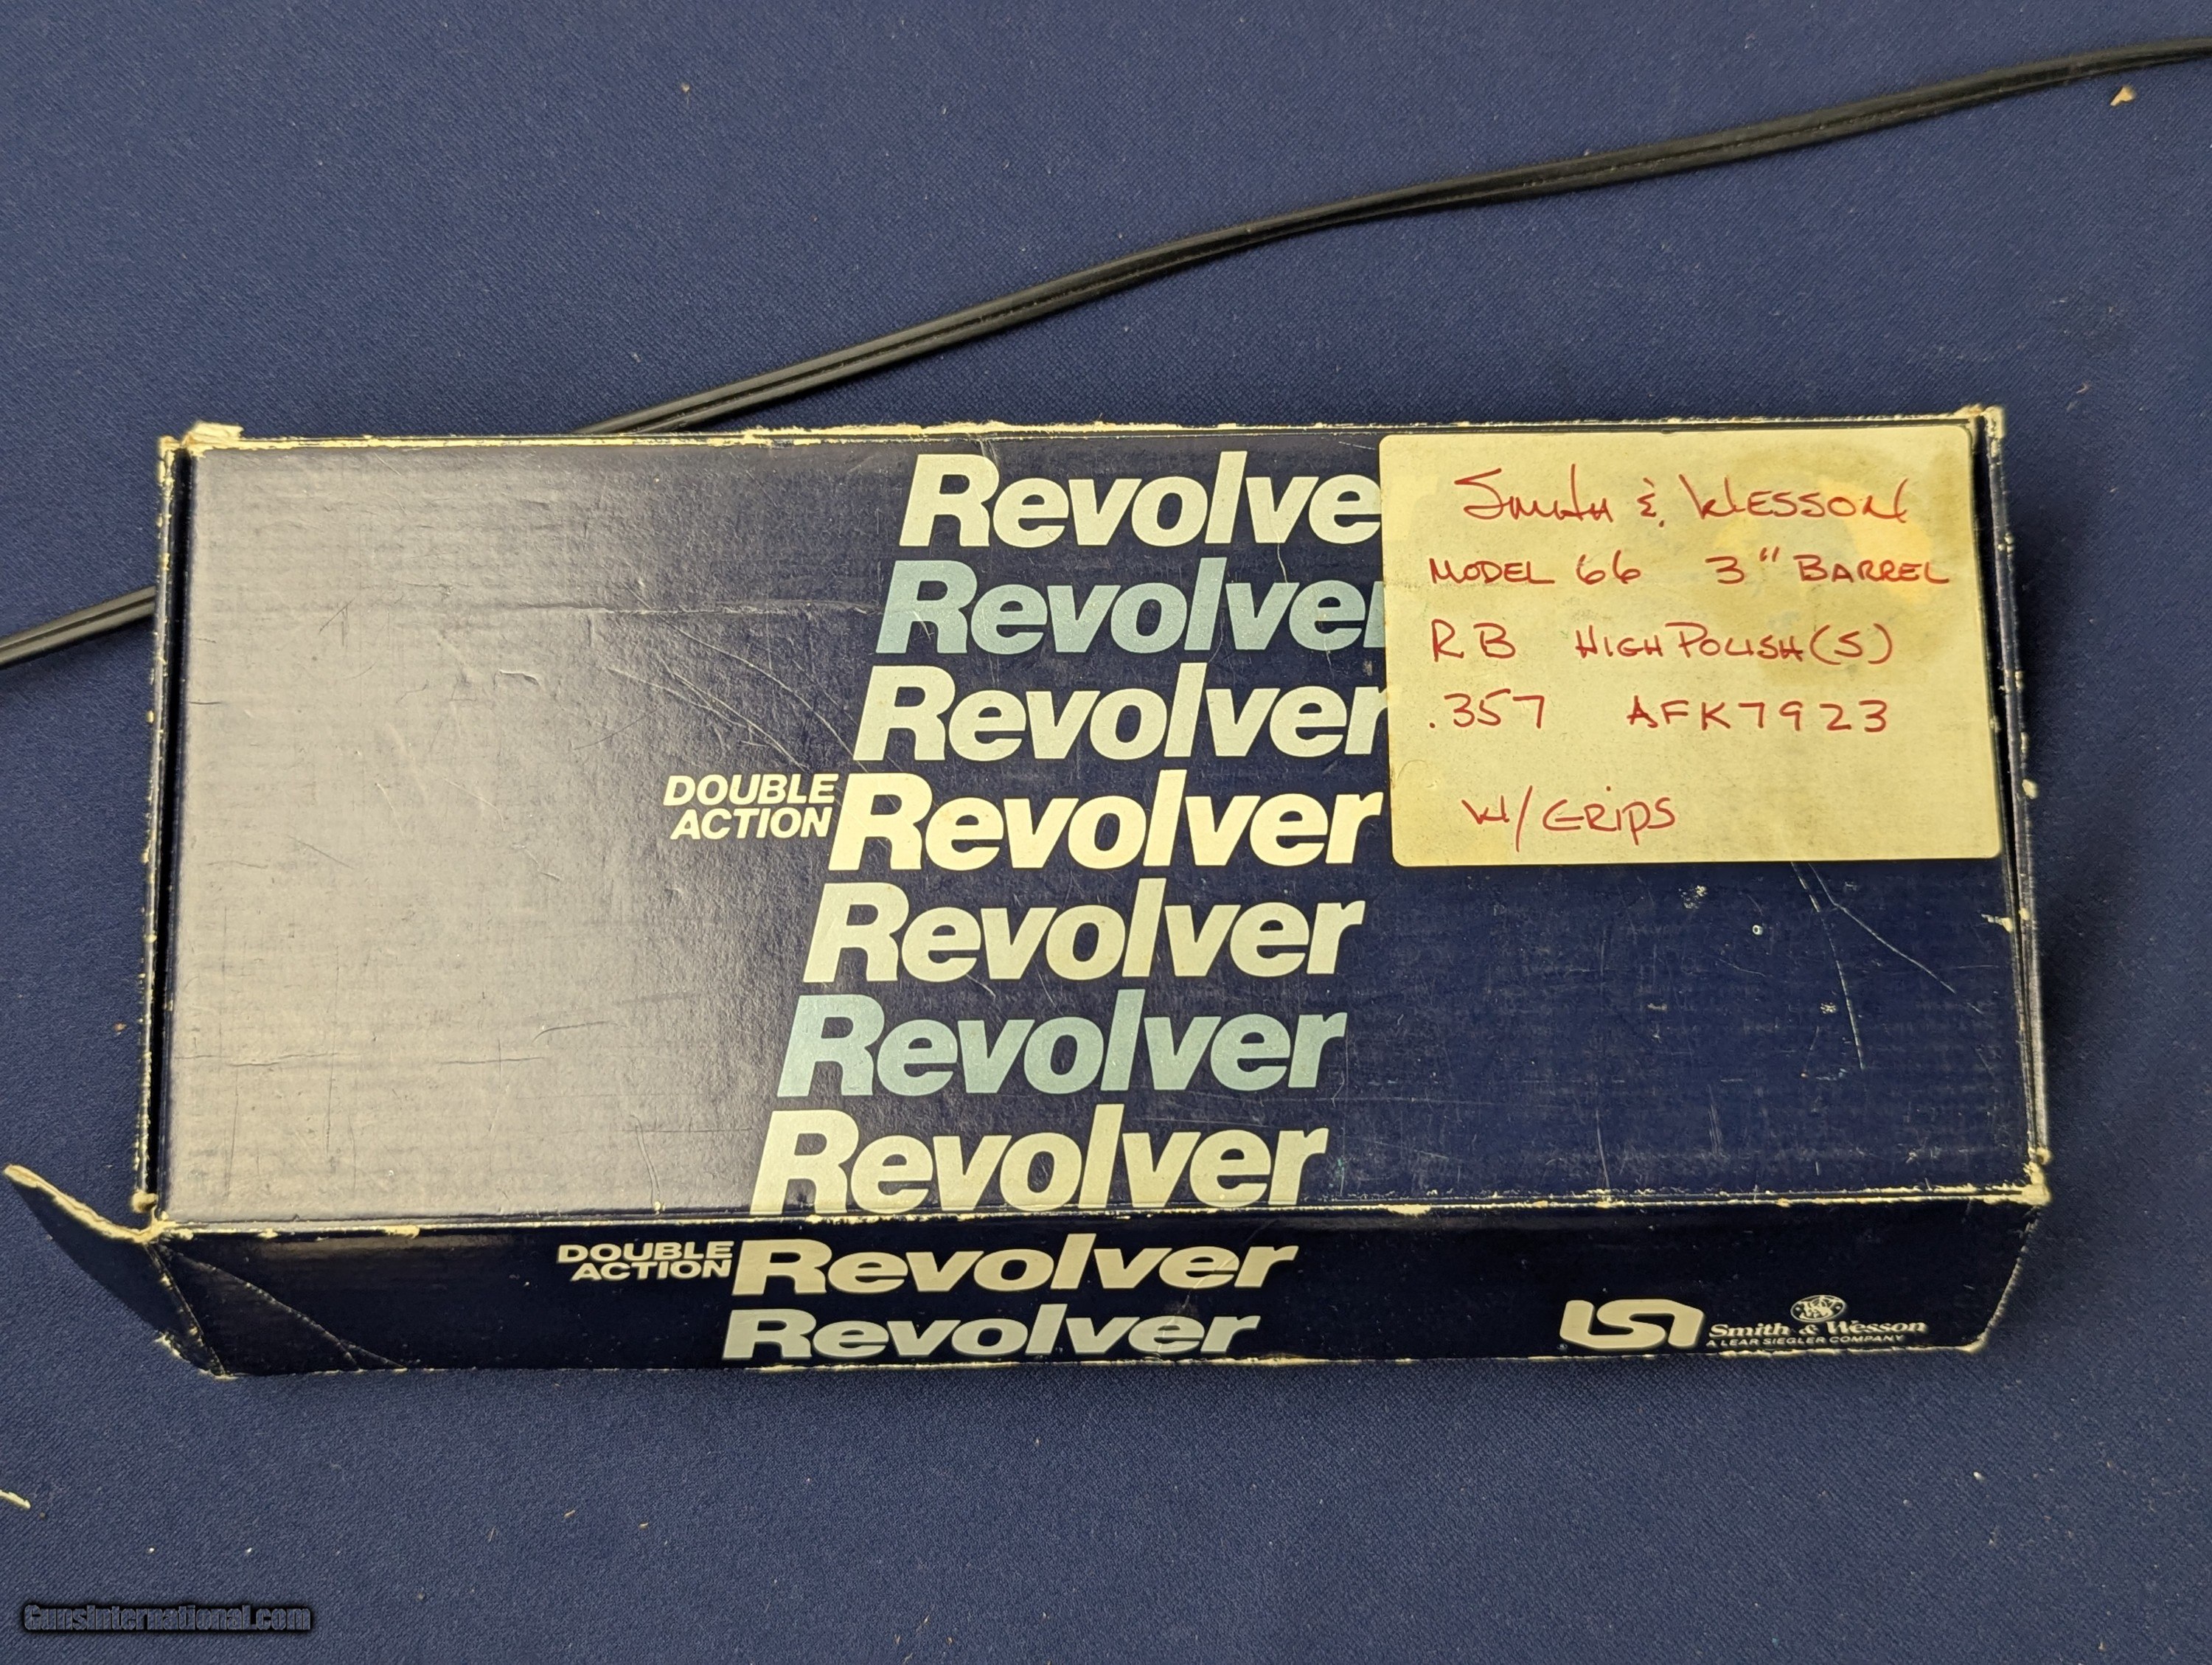 Revolve
Revolver
Revolver
DOUBLE
ACTION
Revolver
Revolver
Revolver
Revolver
DOUBLE
ACTION
Revolver
Revolver
Smith & Wesson
MODEL 66 3" BARREL
RB HIGH POLISH (S)
.357 AFK7923
W/GRIPS
Smith & Wesson
A LEAR SIEGLER COMPANY
GunsInternational.com